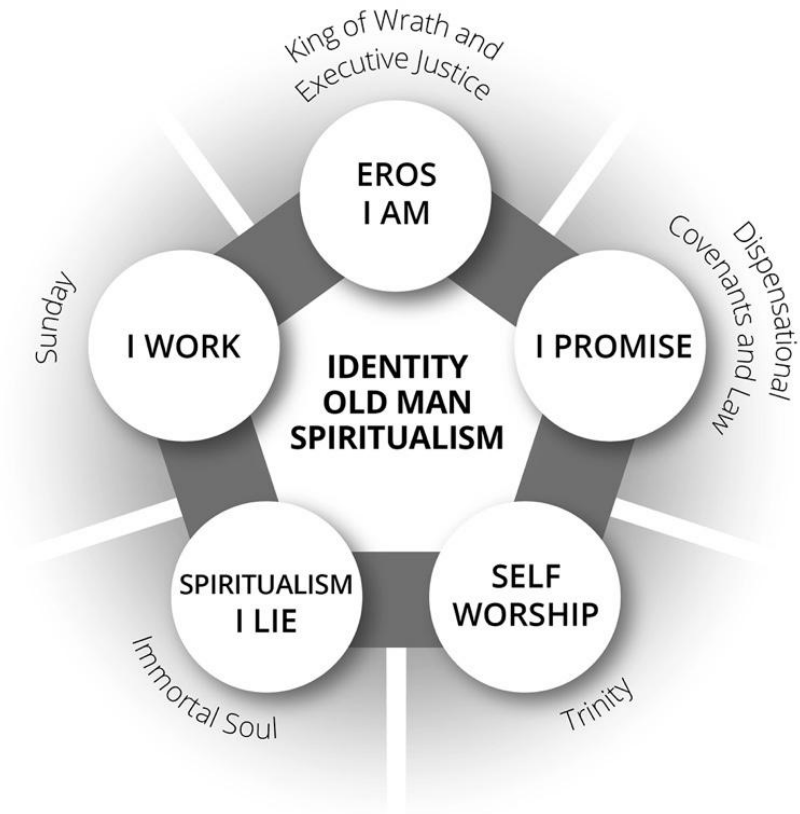 King of Wrath and
Executive Justice
EROS
I AM
Dispensational
Covenants and Law
I PROMISE
SELF
WORSHIP
Trinity
SPIRITUALISM
I LIE
Immortal Soul
I WORK
Sunday
IDENTITY
OLD MAN
SPIRITUALISM